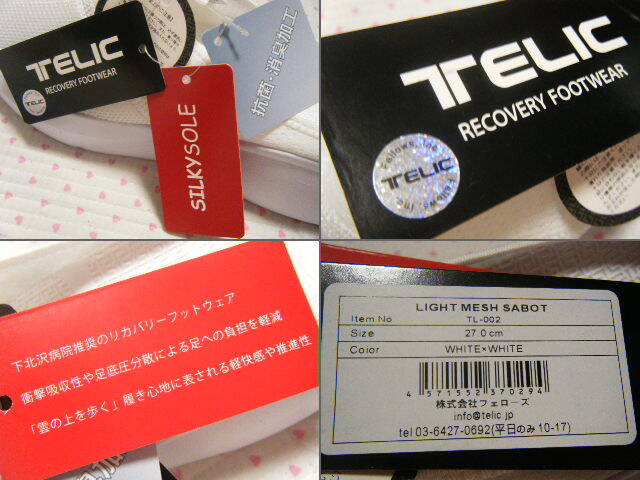 TELIC
RECOVERY FOOTWEAR
TELIC
SILKYSOLE
抗菌・消臭加工
TELIC
RECOVERY FOOTWEAR
TELIC
下北沢病院推奨のリカバリーフットウェア
衝撃吸収性や足底圧分散による足への負担を軽減
「雲の上を歩く」履き心地に表される軽快感や推進性
LIGHT MESH SABOT
Item No TL-002
Size 27.0 cm
Color WHITE×WHITE
4 571552 370294
株式会社フェローズ
info@telic.jp
tel 03-6427-0692(平日のみ 10-17)